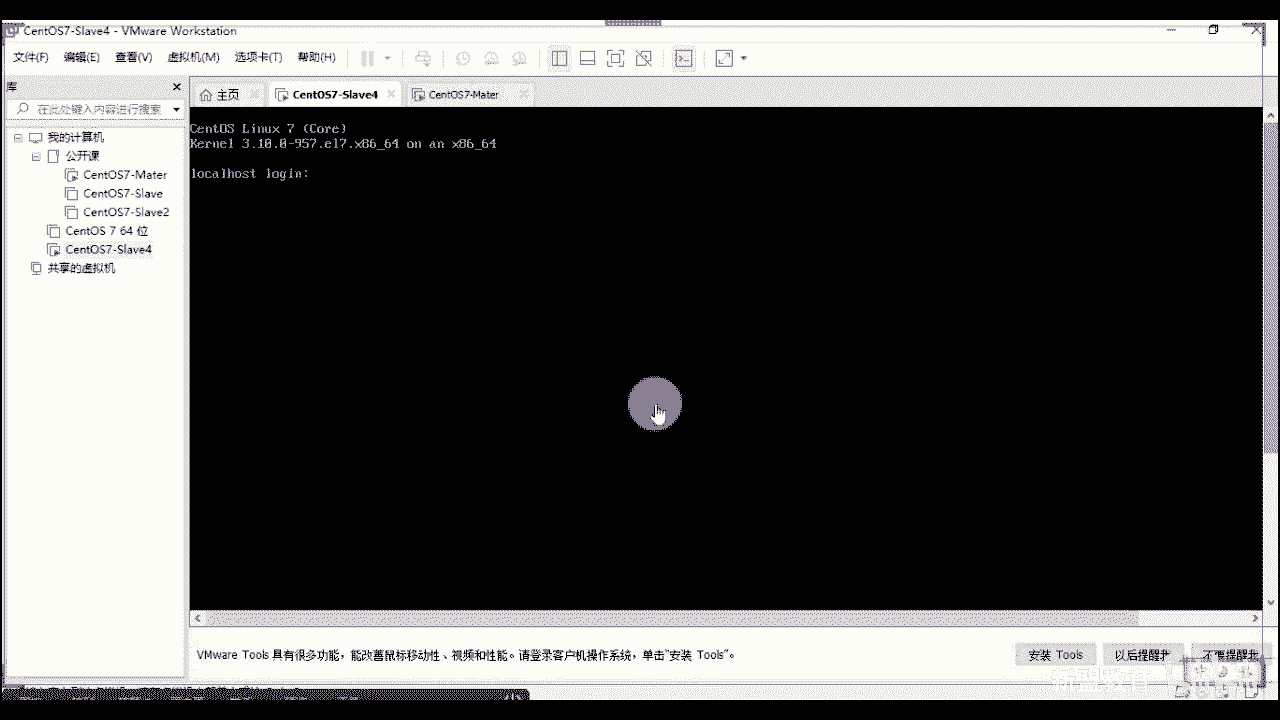 CentOS7-Slave4 - VMware Workstation
文件(F) 编辑(E) 查看(V) 虚拟机(M) 选项卡(T) 帮助(H)
库
在此处键入内容进行搜索
我的计算机
公开课
CentOS7-Mater
CentOS7-Slave
CentOS7-Slave2
CentOS 7 64 位
CentOS7-Slave4
共享的虚拟机
主页 CentOS7-Slave4 CentOS7-Mater
CentOS Linux 7 (Core)
Kernel 3.10.0-957.el7.x86_64 on an x86_64
localhost login:
VMware Tools 具有很多功能，能改善鼠标移动性、视频和性能。请登录客户机操作系统，单击“安装 Tools”。
安装 Tools 以后提醒我 不再提醒我